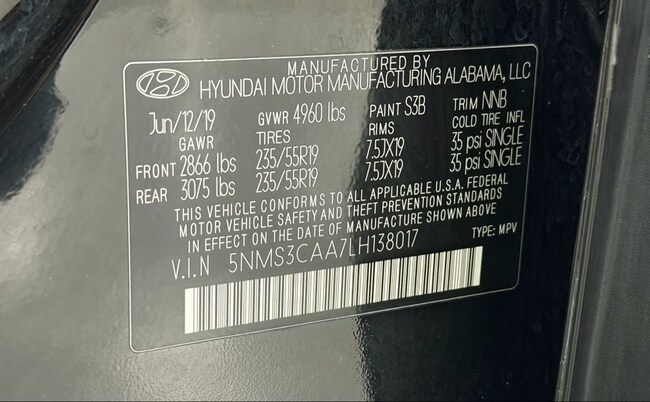 MANUFACTURED BY
HYUNDAI MOTOR MANUFACTURING ALABAMA, LLC
Jun/12/19 GVWR 4960 lbs PAINT S3B TRIM NNB
GAWR TIRES RIMS COLD TIRE INFL
FRONT 2866 lbs 235/55R19 7.5JX19 35 psi SINGLE
REAR 3075 lbs 235/55R19 7.5JX19 35 psi SINGLE
THIS VEHICLE CONFORMS TO ALL APPLICABLE U.S.A. FEDERAL
MOTOR VEHICLE SAFETY AND THEFT PREVENTION STANDARDS
IN EFFECT ON THE DATE OF MANUFACTURE SHOWN ABOVE
V.I.N 5NMS3CAA7LH138017 TYPE: MPV